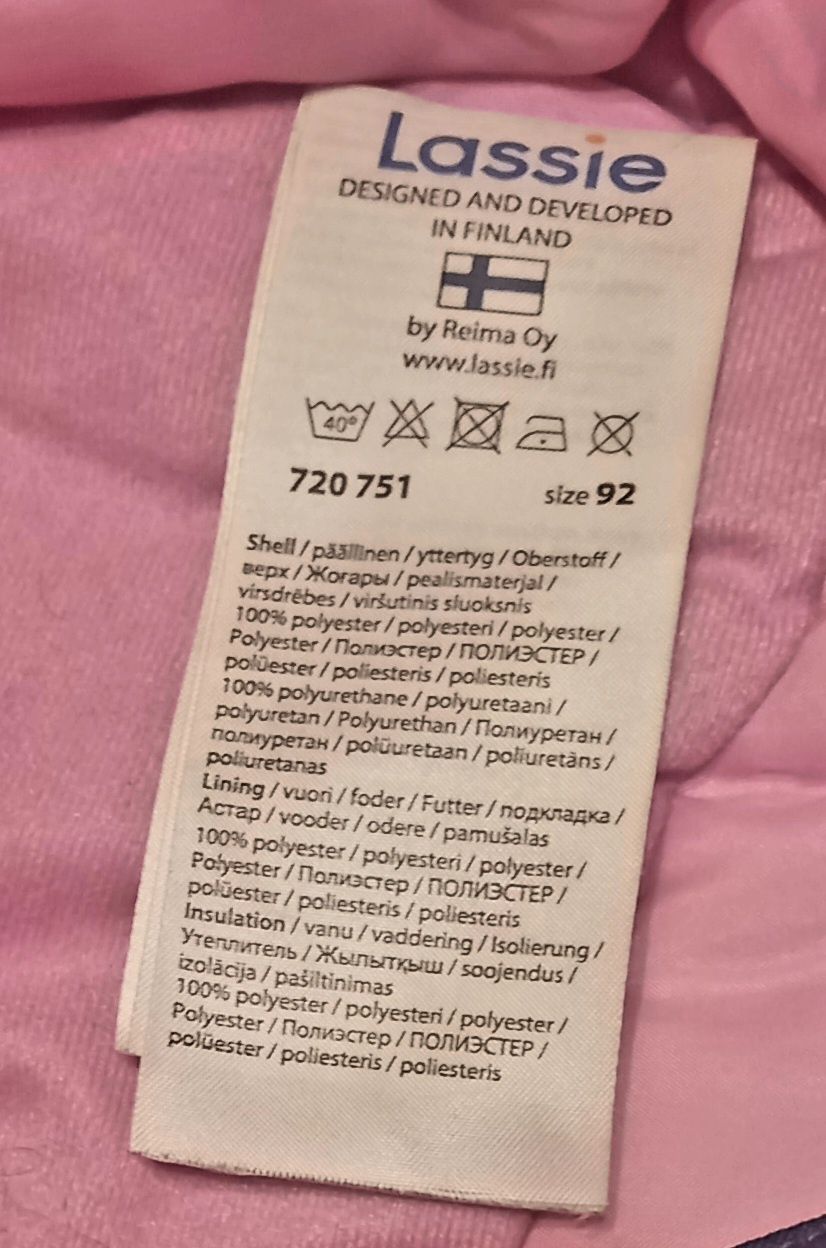 Lassie
DESIGNED AND DEVELOPED
IN FINLAND
by Reima Oy
www.lassie.fi
40°
720 751 size 92
Shell / päällinen / yttertyg / Oberstoff /
верх / Жоғары / pealismaterjal /
virsdrēbes / viršutinis sluoksnis
100% polyester / polyesteri / polyester /
Polyester / Полиэстер / ПОЛИЭСТЕР /
polüester / poliesteris / poliesteris
100% polyurethane / polyuretaani /
polyuretan / Polyurethan / Полиуретан /
полиуретан / polüuretaan / poliuretāns /
poliuretanas
Lining / vuori / foder / Futter / подкладка /
Астар / vooder / odere / pamušalas
100% polyester / polyesteri / polyester /
Polyester / Полиэстер / ПОЛИЭСТЕР /
polüester / poliesteris / poliesteris
Insulation / vanu / vaddering / Isolierung /
Утеплитель / Жылытқыш / soojendus /
izolācija / pašiltinimas
100% polyester / polyesteri / polyester /
Polyester / Полиэстер / ПОЛИЭСТЕР /
polüester / poliesteris / poliesteris